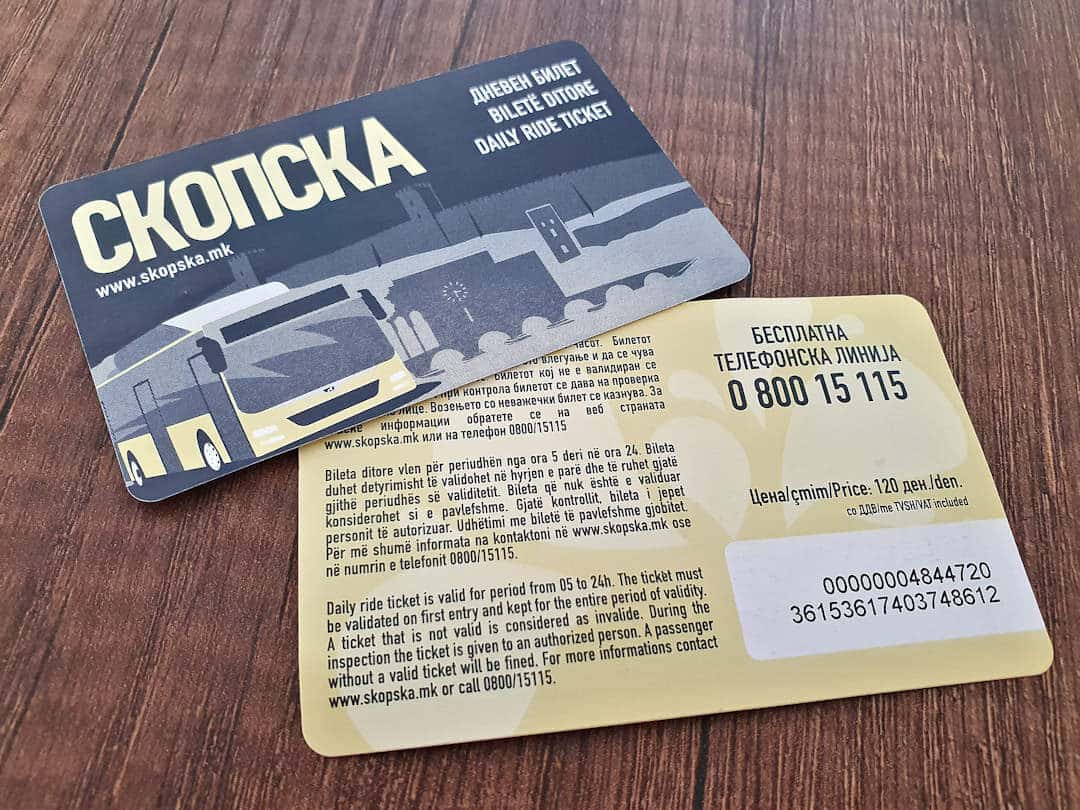 СКОПСКА
www.skopska.mk
ДНЕВЕН БИЛЕТ
BILETË DITORE
DAILY RIDE TICKET
часот. Билетот
влегување и да се чува
Билетот кој не е валидиран се
при контрола билетот се дава на проверка
лице. Возењето со неважечки билет се казнува. За
информации обратете се на веб страната
www.skopska.mk или на телефон 0800/15115
Bileta ditore vlen për periudhën nga ora 5 deri në ora 24. Bileta
duhet detyrimisht të validohet në hyrjen e parë dhe të ruhet gjatë
gjithë periudhës së validitetit. Bileta që nuk është e validuar
konsiderohet si e pavlefshme. Gjatë kontrollit, bileta i jepet
personit të autorizuar. Udhëtimi me biletë të pavlefshme gjobitet.
Për më shumë informata na kontaktoni në www.skopska.mk ose
në numrin e telefonit 0800/15115.
Daily ride ticket is valid for period from 05 to 24h. The ticket must
be validated on first entry and kept for the entire period of validity.
A ticket that is not valid is considered as invalide. During the
inspection the ticket is given to an authorized person. A passenger
without a valid ticket will be fined. For more informations contact
www.skopska.mk or call 0800/15115.
БЕСПЛАТНА
ТЕЛЕФОНСКА ЛИНИЈА
0 800 15 115
Цена/çmim/Price: 120 ден./den.
со ДДВ/me TVSH/VAT included
00000004844720
36153617403748612